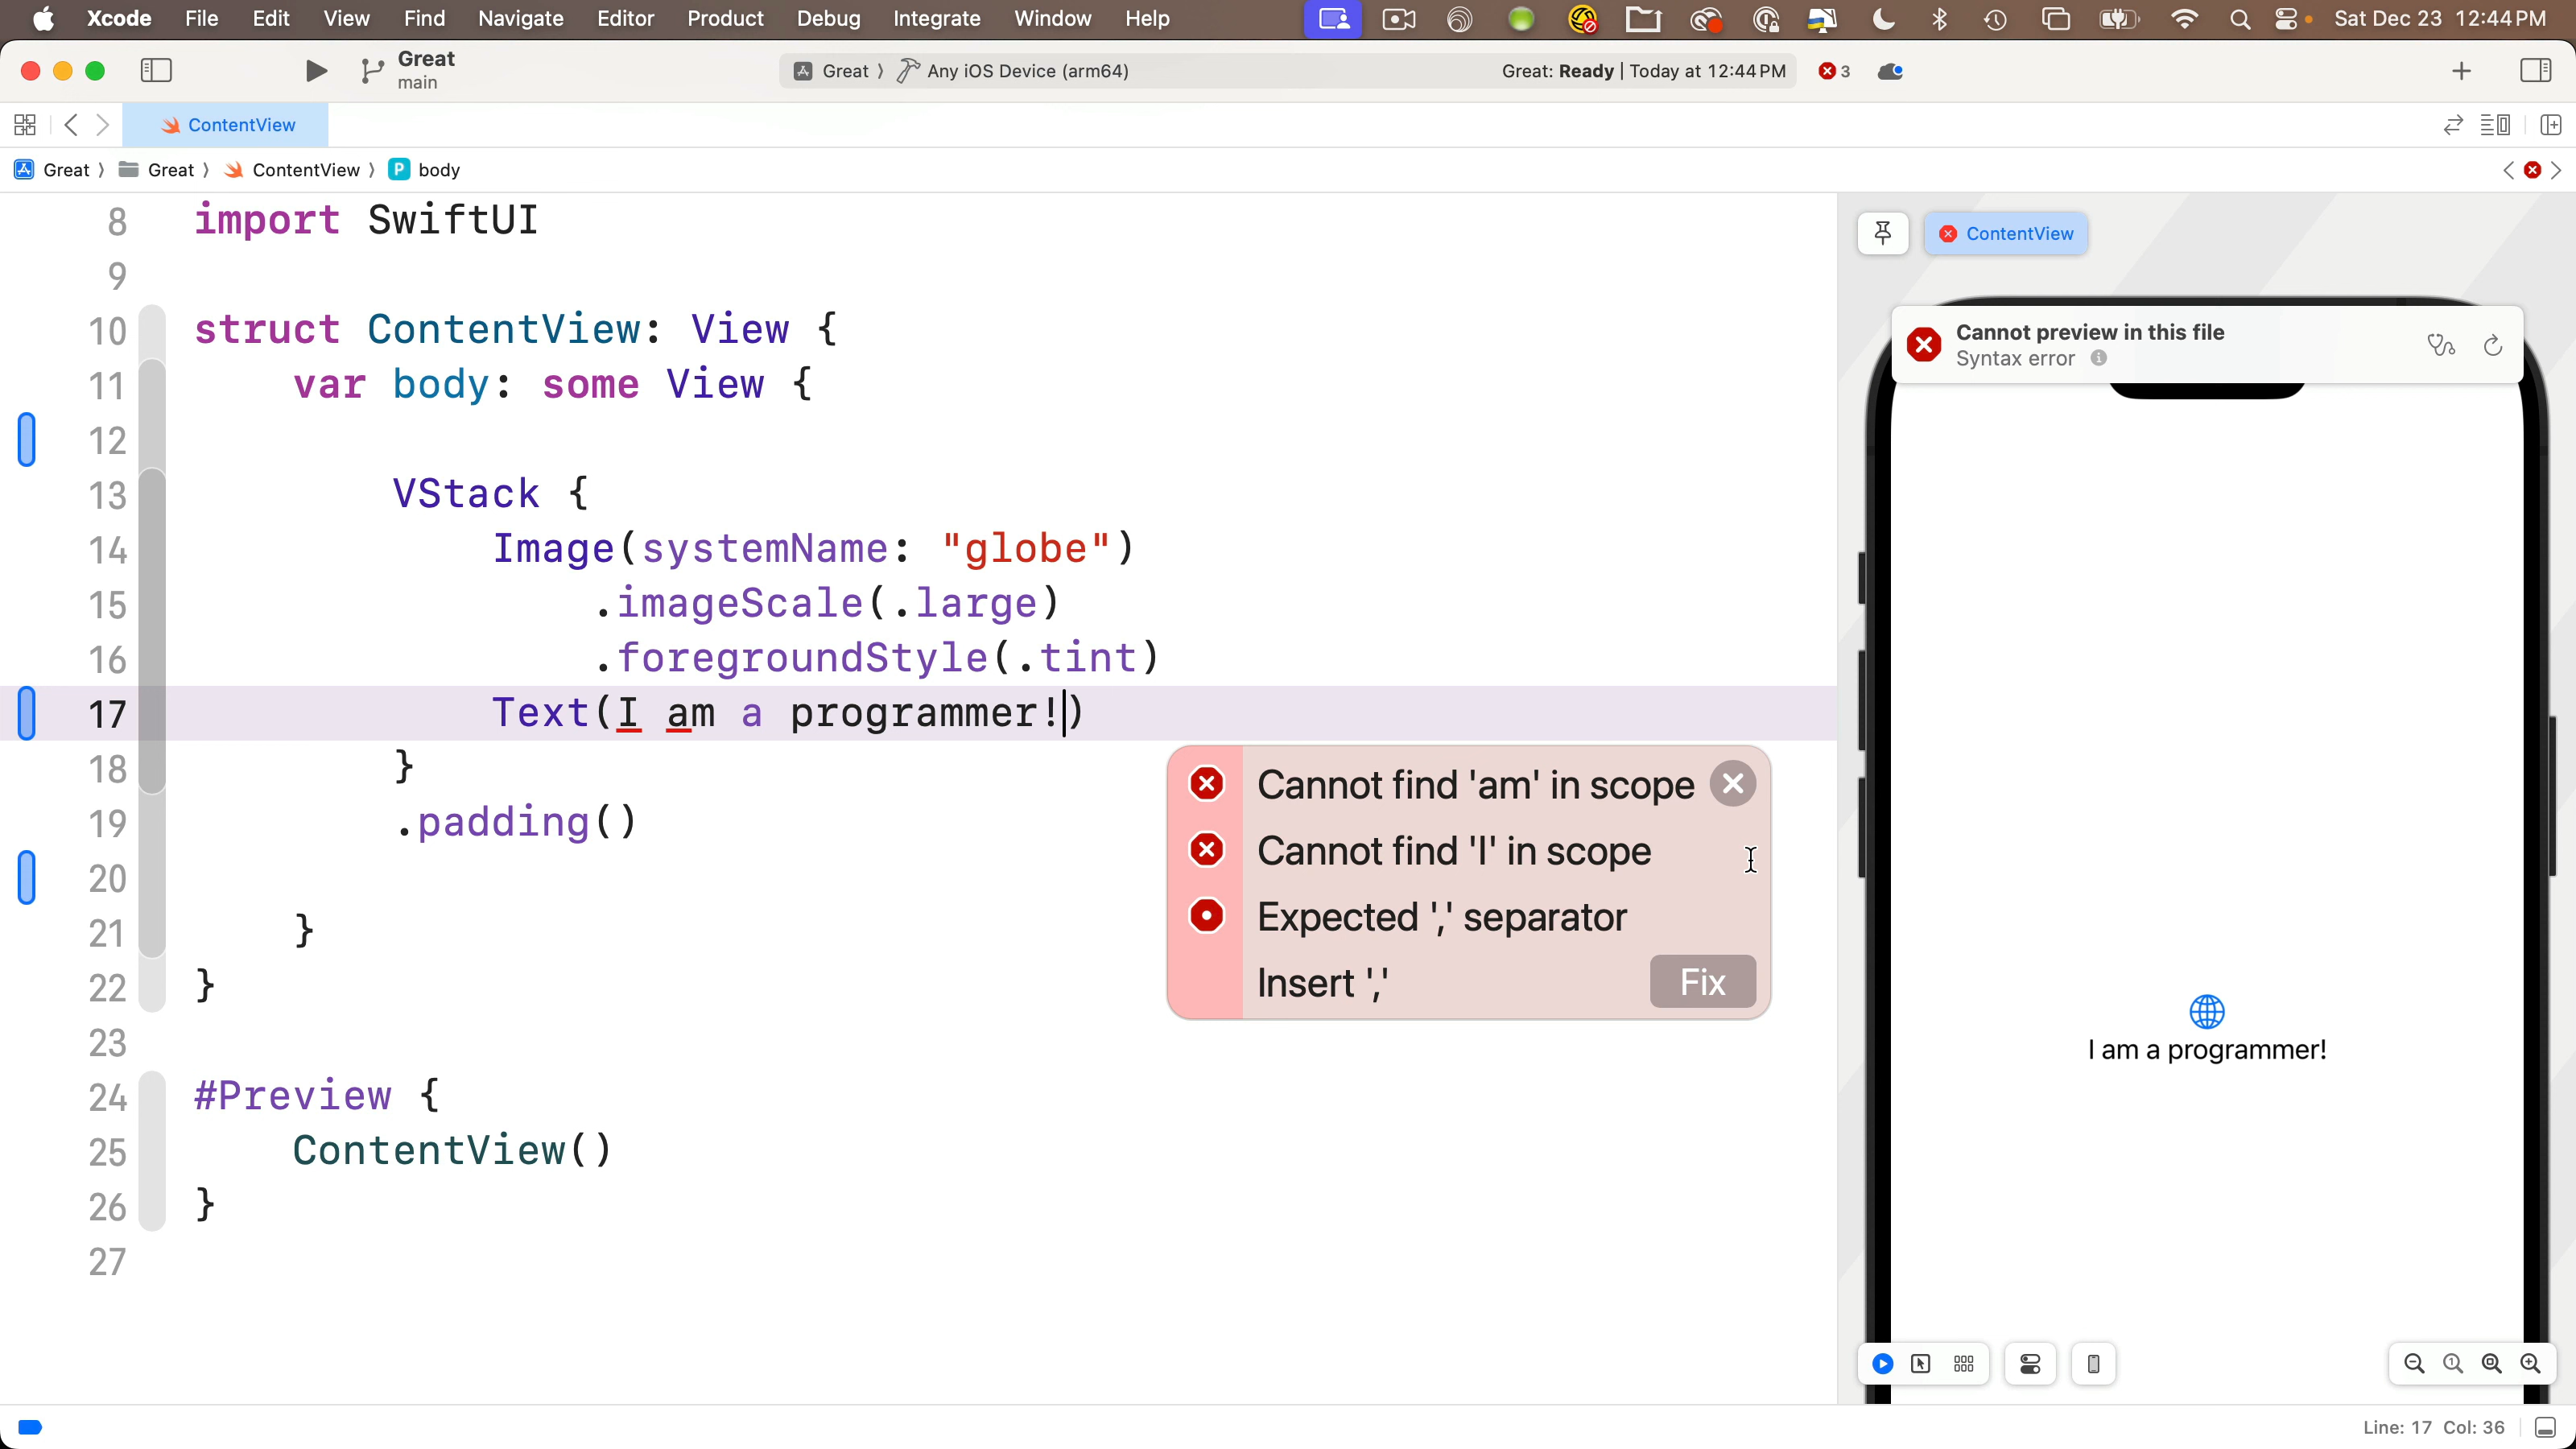 Xcode File Edit View Find Navigate Editor Product Debug Integrate Window Help Sat Dec 23 12:44 PM
Great
main
Great 〉 Any iOS Device (arm64)
Great: Ready | Today at 12:44 PM
3
ContentView
Great 〉 Great 〉 ContentView 〉 P body
8 import SwiftUI
9
10 struct ContentView: View {
11 var body: some View {
12
13 VStack {
14 Image(systemName: "globe")
15 .imageScale(.large)
16 .foregroundStyle(.tint)
17 Text(I am a programmer!)
18 }
19 .padding()
20
21 }
22 }
23
24 #Preview {
25 ContentView()
26 }
27
Cannot find 'am' in scope
Cannot find 'I' in scope
Expected ',' separator
Insert ','
Fix
ContentView
Cannot preview in this file
Syntax error
I am a programmer!
Line: 17 Col: 36